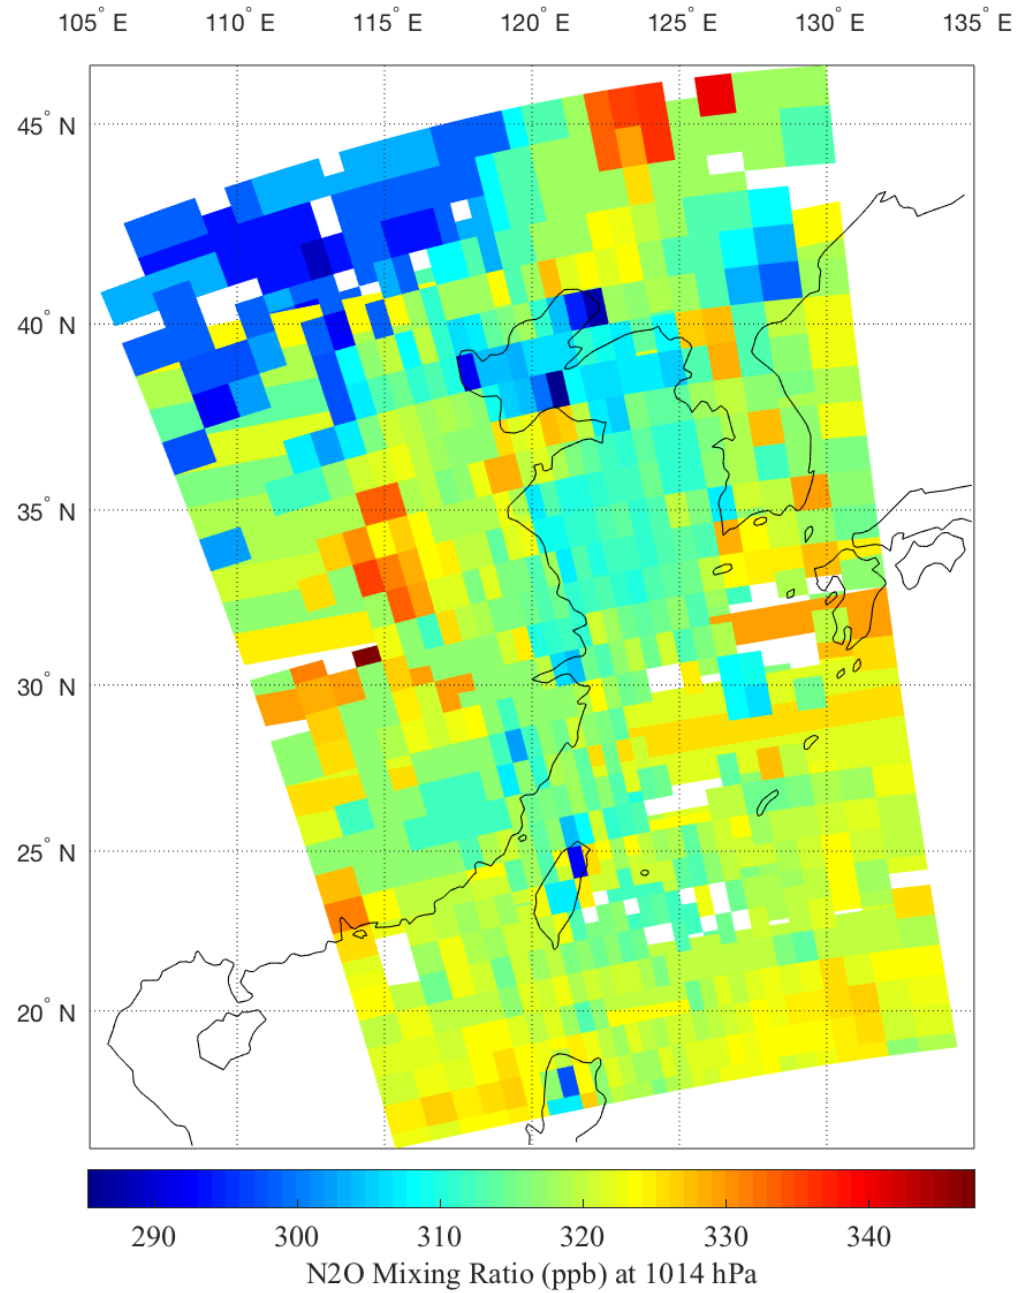 105° E 110° E 115° E 120° E 125° E 130° E 135° E
45° N
40° N
35° N
30° N
25° N
20° N
290 300 310 320 330 340
N2O Mixing Ratio (ppb) at 1014 hPa